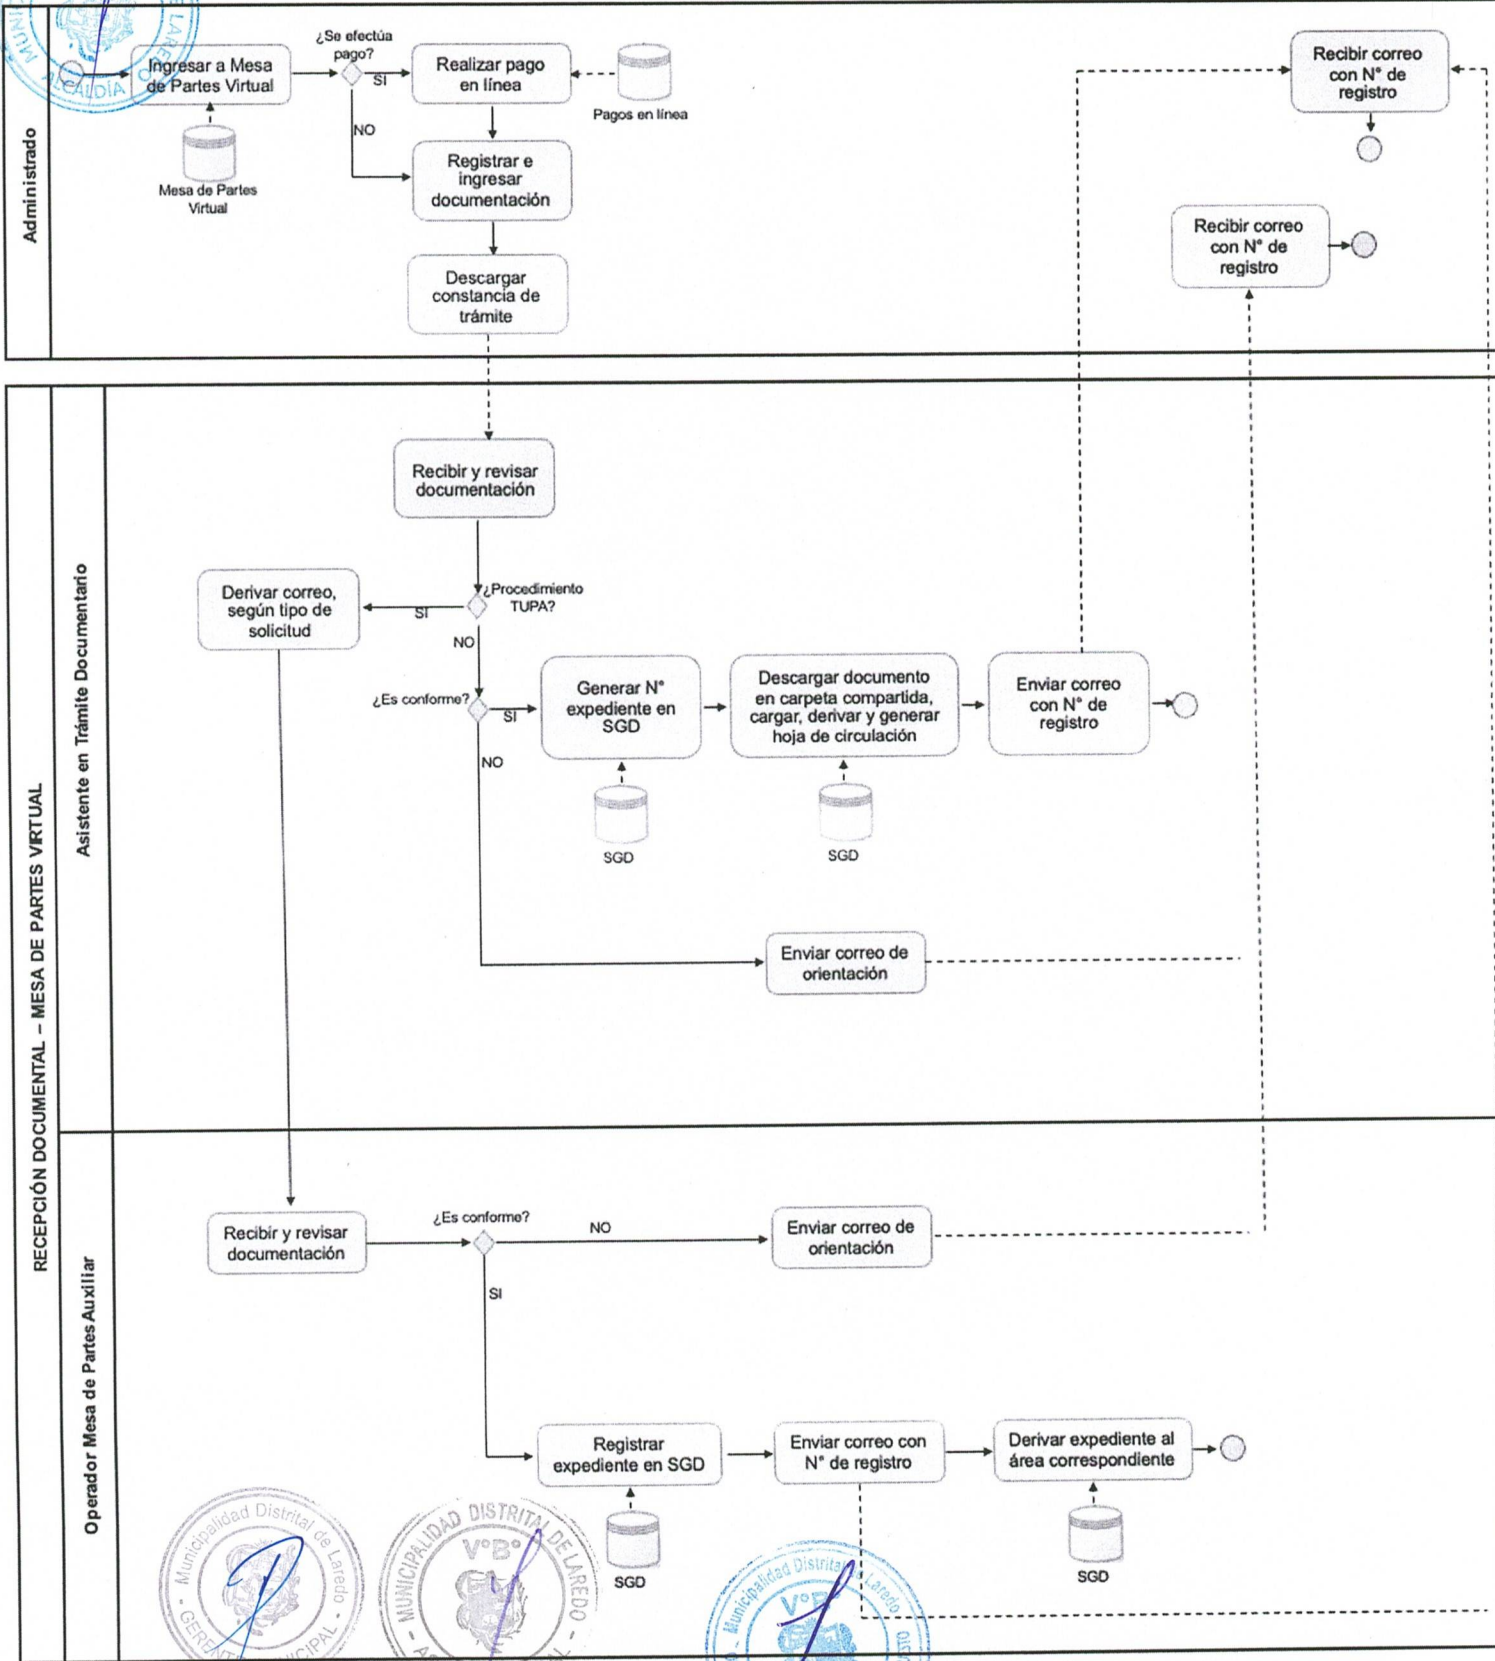 MUNI
ALCALDÍA
DE LAREDO
Administrado
Ingresar a Mesa
de Partes Virtual
Mesa de Partes
Virtual
¿Se efectúa
pago?
SI
NO
Realizar pago
en línea
Pagos en línea
Registrar e
ingresar
documentación
Descargar
constancia de
trámite
Recibir correo
con N° de
registro
Recibir correo
con N° de
registro
RECEPCIÓN DOCUMENTAL – MESA DE PARTES VIRTUAL
Asistente en Trámite Documentario
Recibir y revisar
documentación
¿Procedimiento
TUPA?
SI
Derivar correo,
según tipo de
solicitud
NO
¿Es conforme?
SI
Generar N°
expediente en
SGD
SGD
Descargar documento
en carpeta compartida,
cargar, derivar y generar
hoja de circulación
SGD
Enviar correo
con N° de
registro
NO
Enviar correo de
orientación
Operador Mesa de Partes Auxiliar
Recibir y revisar
documentación
¿Es conforme?
NO
Enviar correo de
orientación
SI
Registrar
expediente en SGD
SGD
Enviar correo con
N° de registro
Derivar expediente al
área correspondiente
SGD
Municipalidad Distrital de Laredo
MUNICIPALIDAD DISTRITAL DE LAREDO
V°B°
Municipalidad Distrital de Laredo